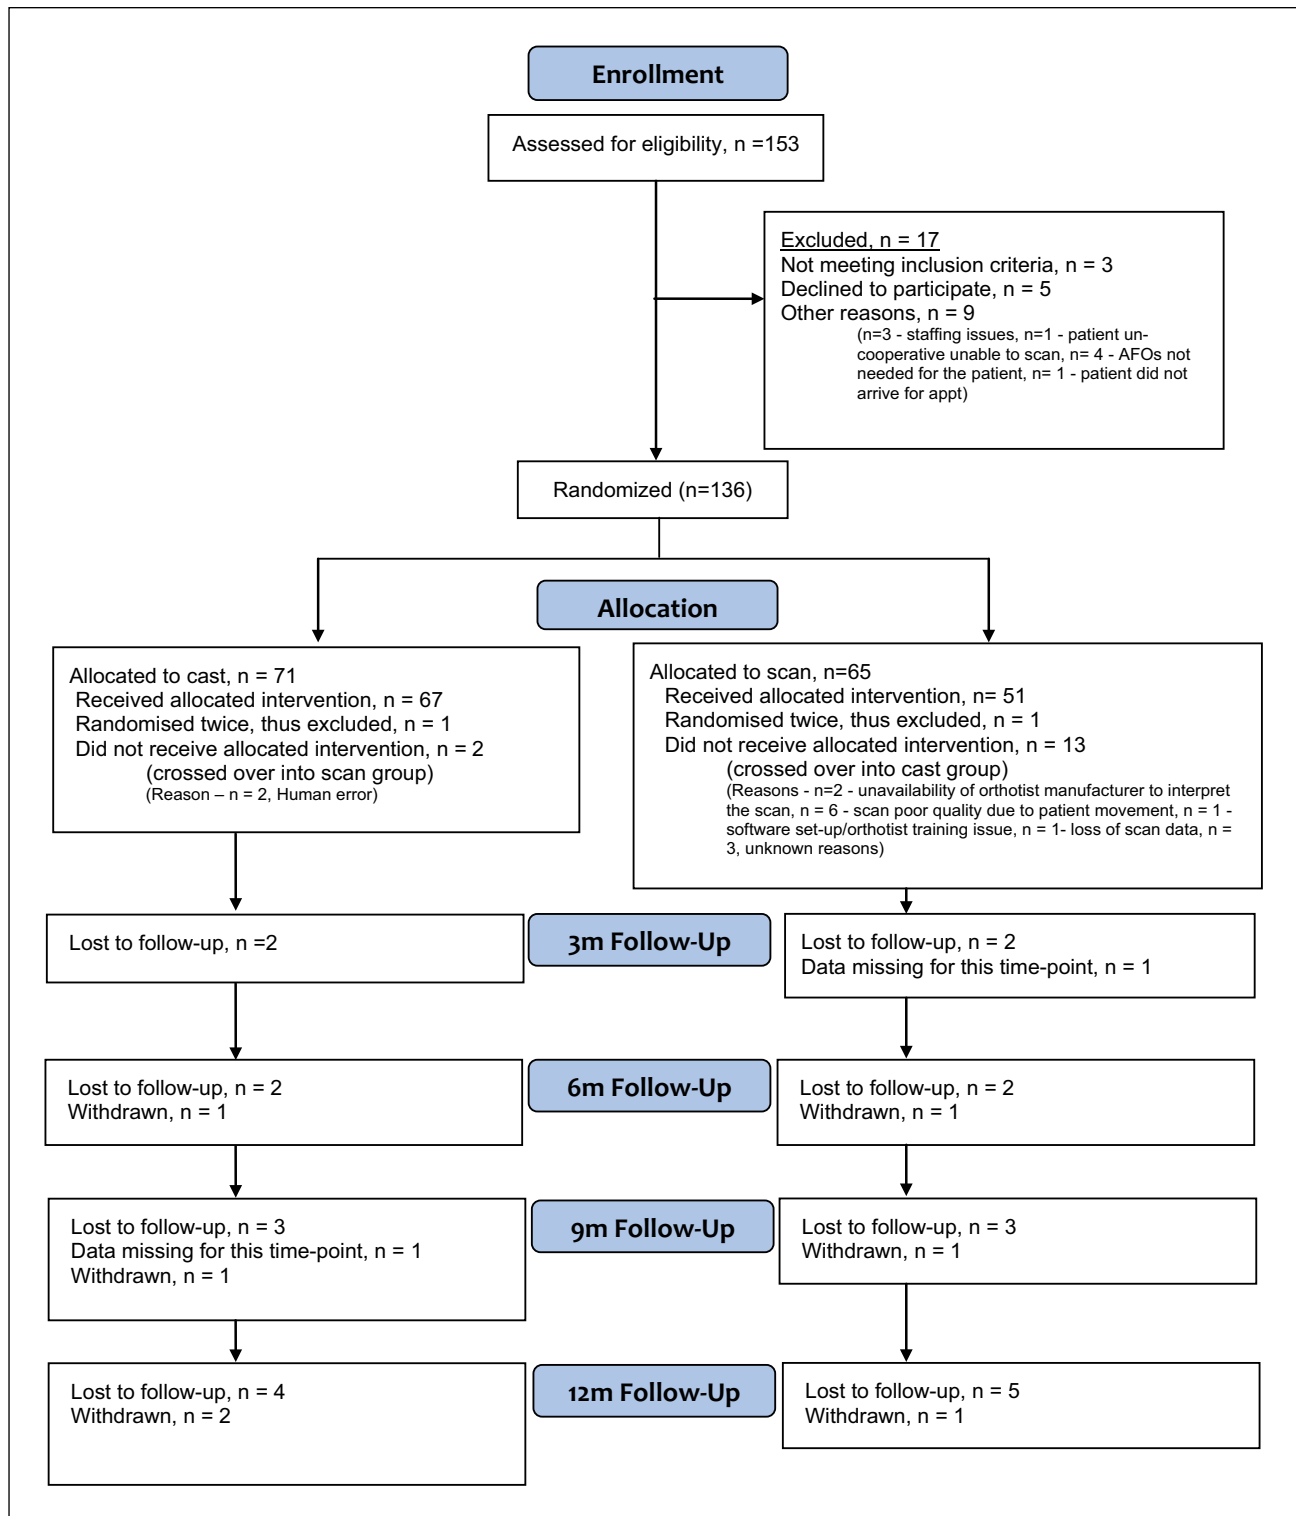 Enrollment
Assessed for eligibility, n =153
Excluded, n = 17
Not meeting inclusion criteria, n = 3
Declined to participate, n = 5
Other reasons, n = 9
(n=3 - staffing issues, n=1 - patient un-
cooperative unable to scan, n= 4 - AFOs not
needed for the patient, n= 1 - patient did not
arrive for appt)
Randomized (n=136)
Allocation
Allocated to cast, n = 71
Received allocated intervention, n = 67
Randomised twice, thus excluded, n = 1
Did not receive allocated intervention, n = 2
(crossed over into scan group)
(Reason – n = 2, Human error)
Allocated to scan, n=65
Received allocated intervention, n= 51
Randomised twice, thus excluded, n = 1
Did not receive allocated intervention, n = 13
(crossed over into cast group)
(Reasons - n=2 - unavailability of orthotist manufacturer to interpret
the scan, n = 6 - scan poor quality due to patient movement, n = 1 -
software set-up/orthotist training issue, n = 1- loss of scan data, n =
3, unknown reasons)
3m Follow-Up
Lost to follow-up, n =2
Lost to follow-up, n = 2
Data missing for this time-point, n = 1
6m Follow-Up
Lost to follow-up, n = 2
Withdrawn, n = 1
Lost to follow-up, n = 2
Withdrawn, n = 1
9m Follow-Up
Lost to follow-up, n = 3
Data missing for this time-point, n = 1
Withdrawn, n = 1
Lost to follow-up, n = 3
Withdrawn, n = 1
12m Follow-Up
Lost to follow-up, n = 4
Withdrawn, n = 2
Lost to follow-up, n = 5
Withdrawn, n = 1